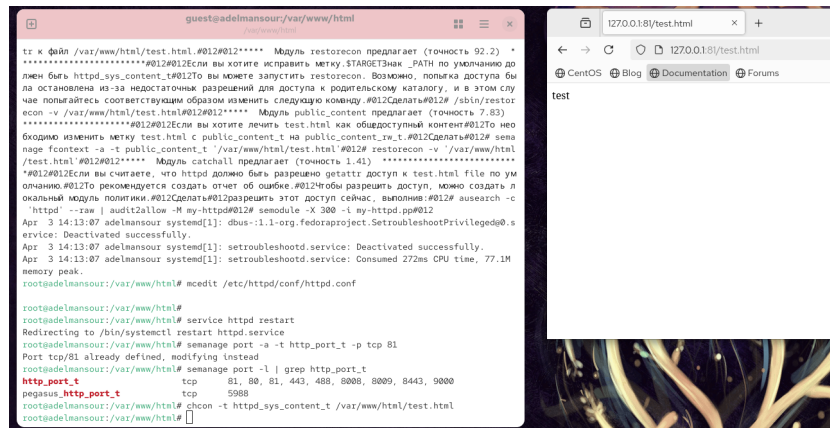 guest@adelmansour:/var/www/html
/var/www/html
tr к файл /var/www/html/test.html.#012#012***** Модуль restorecon предлагает (точность 92.2) *
************************#012#012Если вы хотите исправить метку.$TARGETЗнак _PATH по умолчанию до
лжен быть httpd_sys_content_t#012То вы можете запустить restorecon. Возможно, попытка доступа бы
ла остановлена из-за недостаточных разрешений для доступа к родительскому каталогу, и в этом слу
чае попытайтесь соответствующим образом изменить следующую команду.#012Сделать#012# /sbin/restor
econ -v /var/www/html/test.html#012#012***** Модуль public_content предлагает (точность 7.83)
**********************#012#012Если вы хотите лечить test.html как общедоступный контент#012То нео
бходимо изменить метку test.html с public_content_t на public_content_rw_t.#012Сделать#012# sema
nage fcontext -a -t public_content_t '/var/www/html/test.html'#012# restorecon -v '/var/www/html
/test.html'#012#012***** Модуль catchall предлагает (точность 1.41) *************************
*#012#012Если вы считаете, что httpd должно быть разрешено getattr доступ к test.html file по ум
олчанию.#012То рекомендуется создать отчет об ошибке.#012Чтобы разрешить доступ, можно создать л
окальный модуль политики.#012Сделать#012разрешить этот доступ сейчас, выполнив:#012# ausearch -c
'httpd' --raw | audit2allow -M my-httpd#012# semodule -X 300 -i my-httpd.pp#012
Apr 3 14:13:07 adelmansour systemd[1]: dbus-:1.1-org.fedoraproject.SetroubleshootPrivileged@0.s
ervice: Deactivated successfully.
Apr 3 14:13:07 adelmansour systemd[1]: setroubleshootd.service: Deactivated successfully.
Apr 3 14:13:07 adelmansour systemd[1]: setroubleshootd.service: Consumed 272ms CPU time, 77.1M
memory peak.
root@adelmansour:/var/www/html# mcedit /etc/httpd/conf/httpd.conf
root@adelmansour:/var/www/html#
root@adelmansour:/var/www/html# service httpd restart
Redirecting to /bin/systemctl restart httpd.service
root@adelmansour:/var/www/html# semanage port -a -t http_port_t -p tcp 81
Port tcp/81 already defined, modifying instead
root@adelmansour:/var/www/html# semanage port -l | grep http_port_t
http_port_t tcp 81, 80, 81, 443, 488, 8008, 8009, 8443, 9000
pegasus_http_port_t tcp 5988
root@adelmansour:/var/www/html# chcon -t httpd_sys_content_t /var/www/html/test.html
root@adelmansour:/var/www/html#
127.0.0.1:81/test.html
127.0.0.1:81/test.html
CentOS Blog Documentation Forums
test